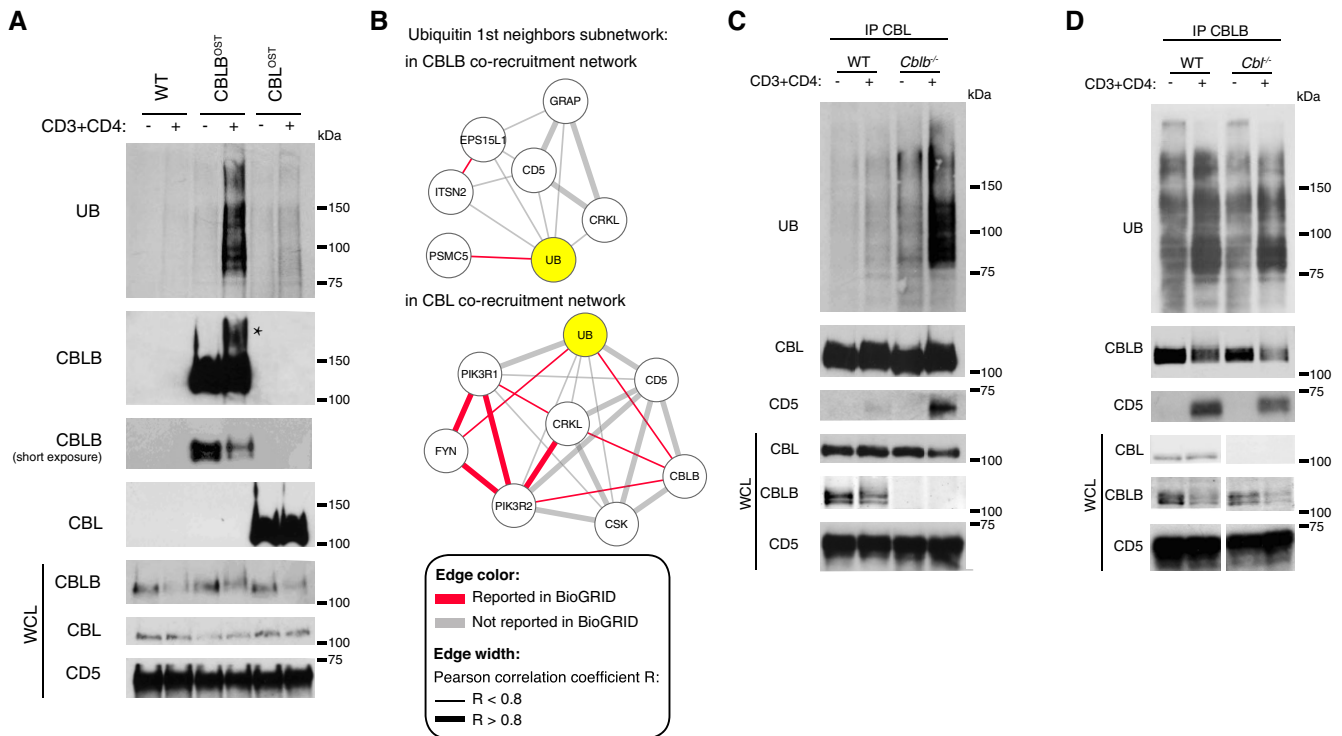 A
WT
CBLB^OST
CBL^OST
CD3+CD4: - + - + - +
kDa
UB
150
100
75
CBLB
*
150
100
CBLB
(short exposure)
CBL
150
100
WCL
CBLB
100
CBL
100
75
CD5
B
Ubiquitin 1st neighbors subnetwork:
in CBLB co-recruitment network
GRAP
EPS15L1
CD5
ITSN2
CRKL
PSMC5
UB
in CBL co-recruitment network
UB
PIK3R1
CD5
CRKL
FYN
CBLB
PIK3R2
CSK
Edge color:
Reported in BioGRID
Not reported in BioGRID
Edge width:
Pearson correlation coefficient R:
R < 0.8
R > 0.8
C
IP CBL
WT Cblb-/-
CD3+CD4: - + - +
kDa
UB
150
100
75
CBL
100
75
CD5
WCL
CBL
100
CBLB
100
75
CD5
D
IP CBLB
WT Cbl-/-
CD3+CD4: - + - +
kDa
UB
150
100
75
CBLB
100
75
CD5
WCL
CBL
100
CBLB
100
75
CD5